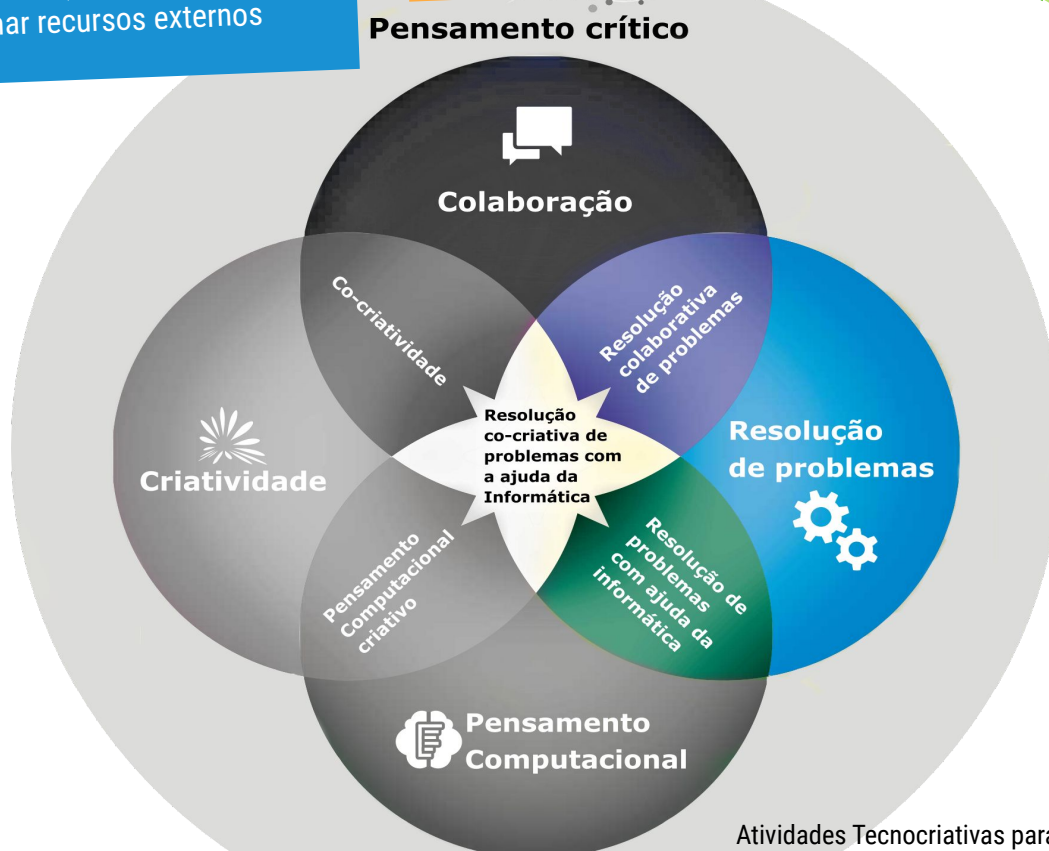 nar recursos externos
Pensamento crítico
Colaboração
Co-criatividade
Resolução
colaborativa
de problemas
Criatividade
Resolução
co-criativa de
problemas com
a ajuda da
Informática
Resolução
de problemas
Pensamento
Computacional
criativo
Resolução de
problemas
com ajuda da
informática
Pensamento
Computacional
Atividades Tecnocriativas para